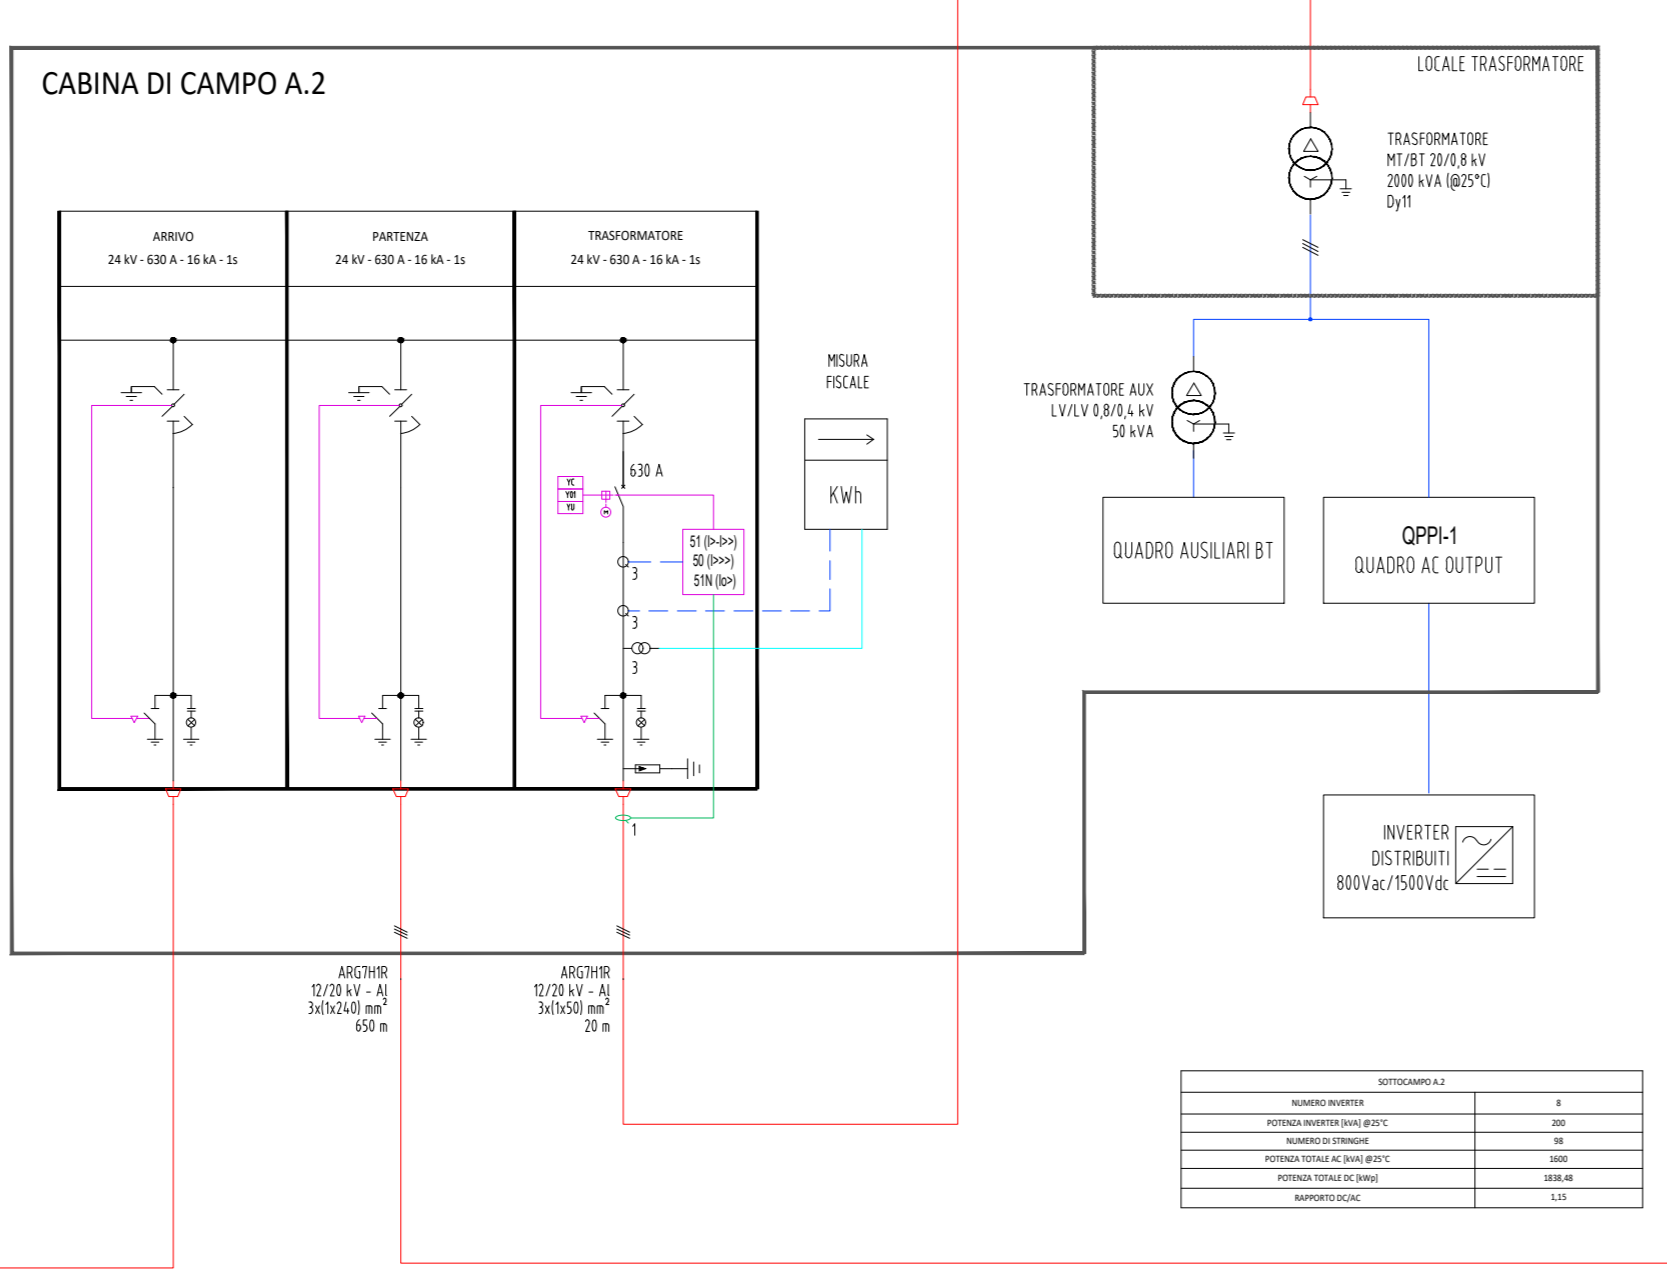 CABINA DI CAMPO A.2
LOCALE TRASFORMATORE
TRASFORMATORE
MT/BT 20/0,8 kV
2000 kVA (@25°C)
Dy11
ARRIVO
24 kV - 630 A - 16 kA - 1s
PARTENZA
24 kV - 630 A - 16 kA - 1s
TRASFORMATORE
24 kV - 630 A - 16 kA - 1s
MISURA
FISCALE
KWh
TRASFORMATORE AUX
LV/LV 0,8/0,4 kV
50 kVA
630 A
YC
YO1
YU
M
51 (I>-I>>)
50 (I>>>)
51N (Io>)
3
3
3
1
QUADRO AUSILIARI BT
QPPI-1
QUADRO AC OUTPUT
INVERTER
DISTRIBUITI
800Vac/1500Vdc
ARG7H1R
12/20 kV - Al
3x(1x240) mm²
650 m
ARG7H1R
12/20 kV - Al
3x(1x50) mm²
20 m
SOTTOCAMPO A.2
NUMERO INVERTER 8
POTENZA INVERTER [kVA] @25°C 200
NUMERO DI STRINGHE 98
POTENZA TOTALE AC [kVA] @25°C 1600
POTENZA TOTALE DC [kWp] 1838,48
RAPPORTO DC/AC 1,15